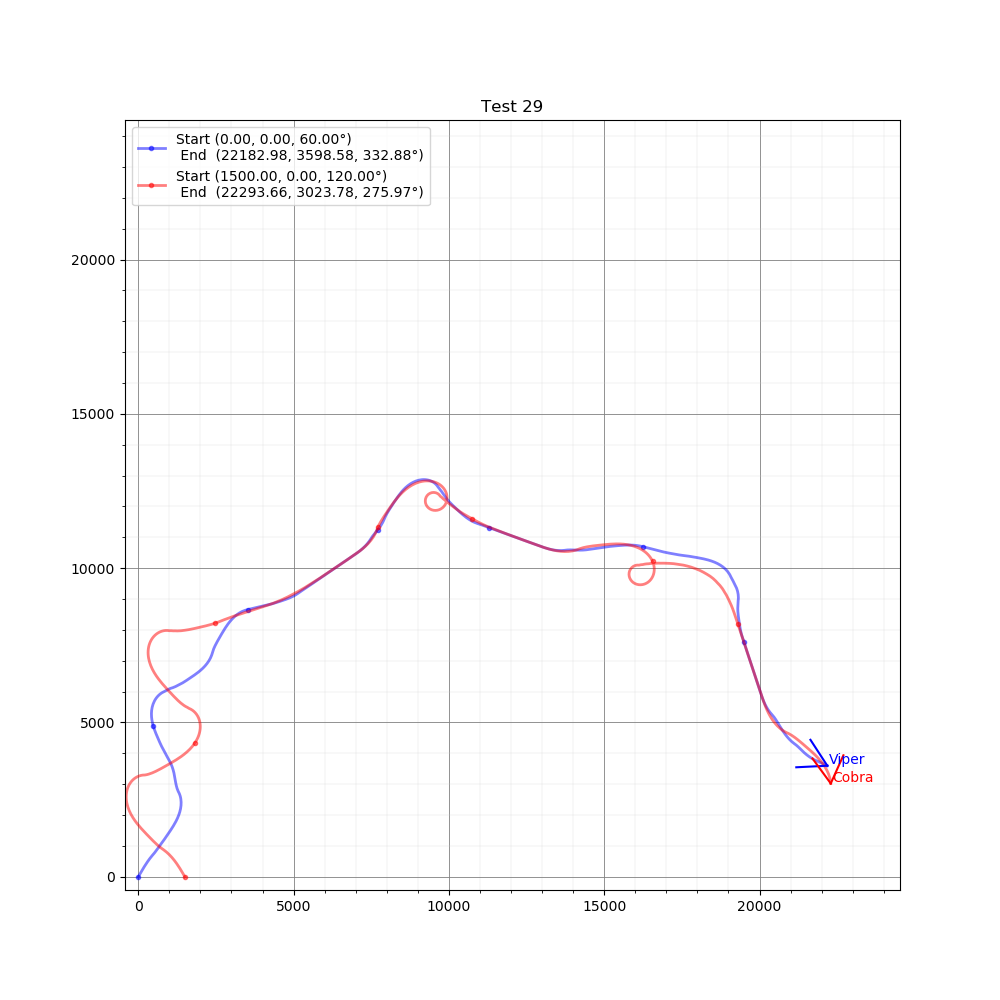 Test 29
Start (0.00, 0.00, 60.00°)
End  (22182.98, 3598.58, 332.88°)
Start (1500.00, 0.00, 120.00°)
End  (22293.66, 3023.78, 275.97°)
20000
15000
10000
5000
0
Viper
Cobra
0 5000 10000 15000 20000